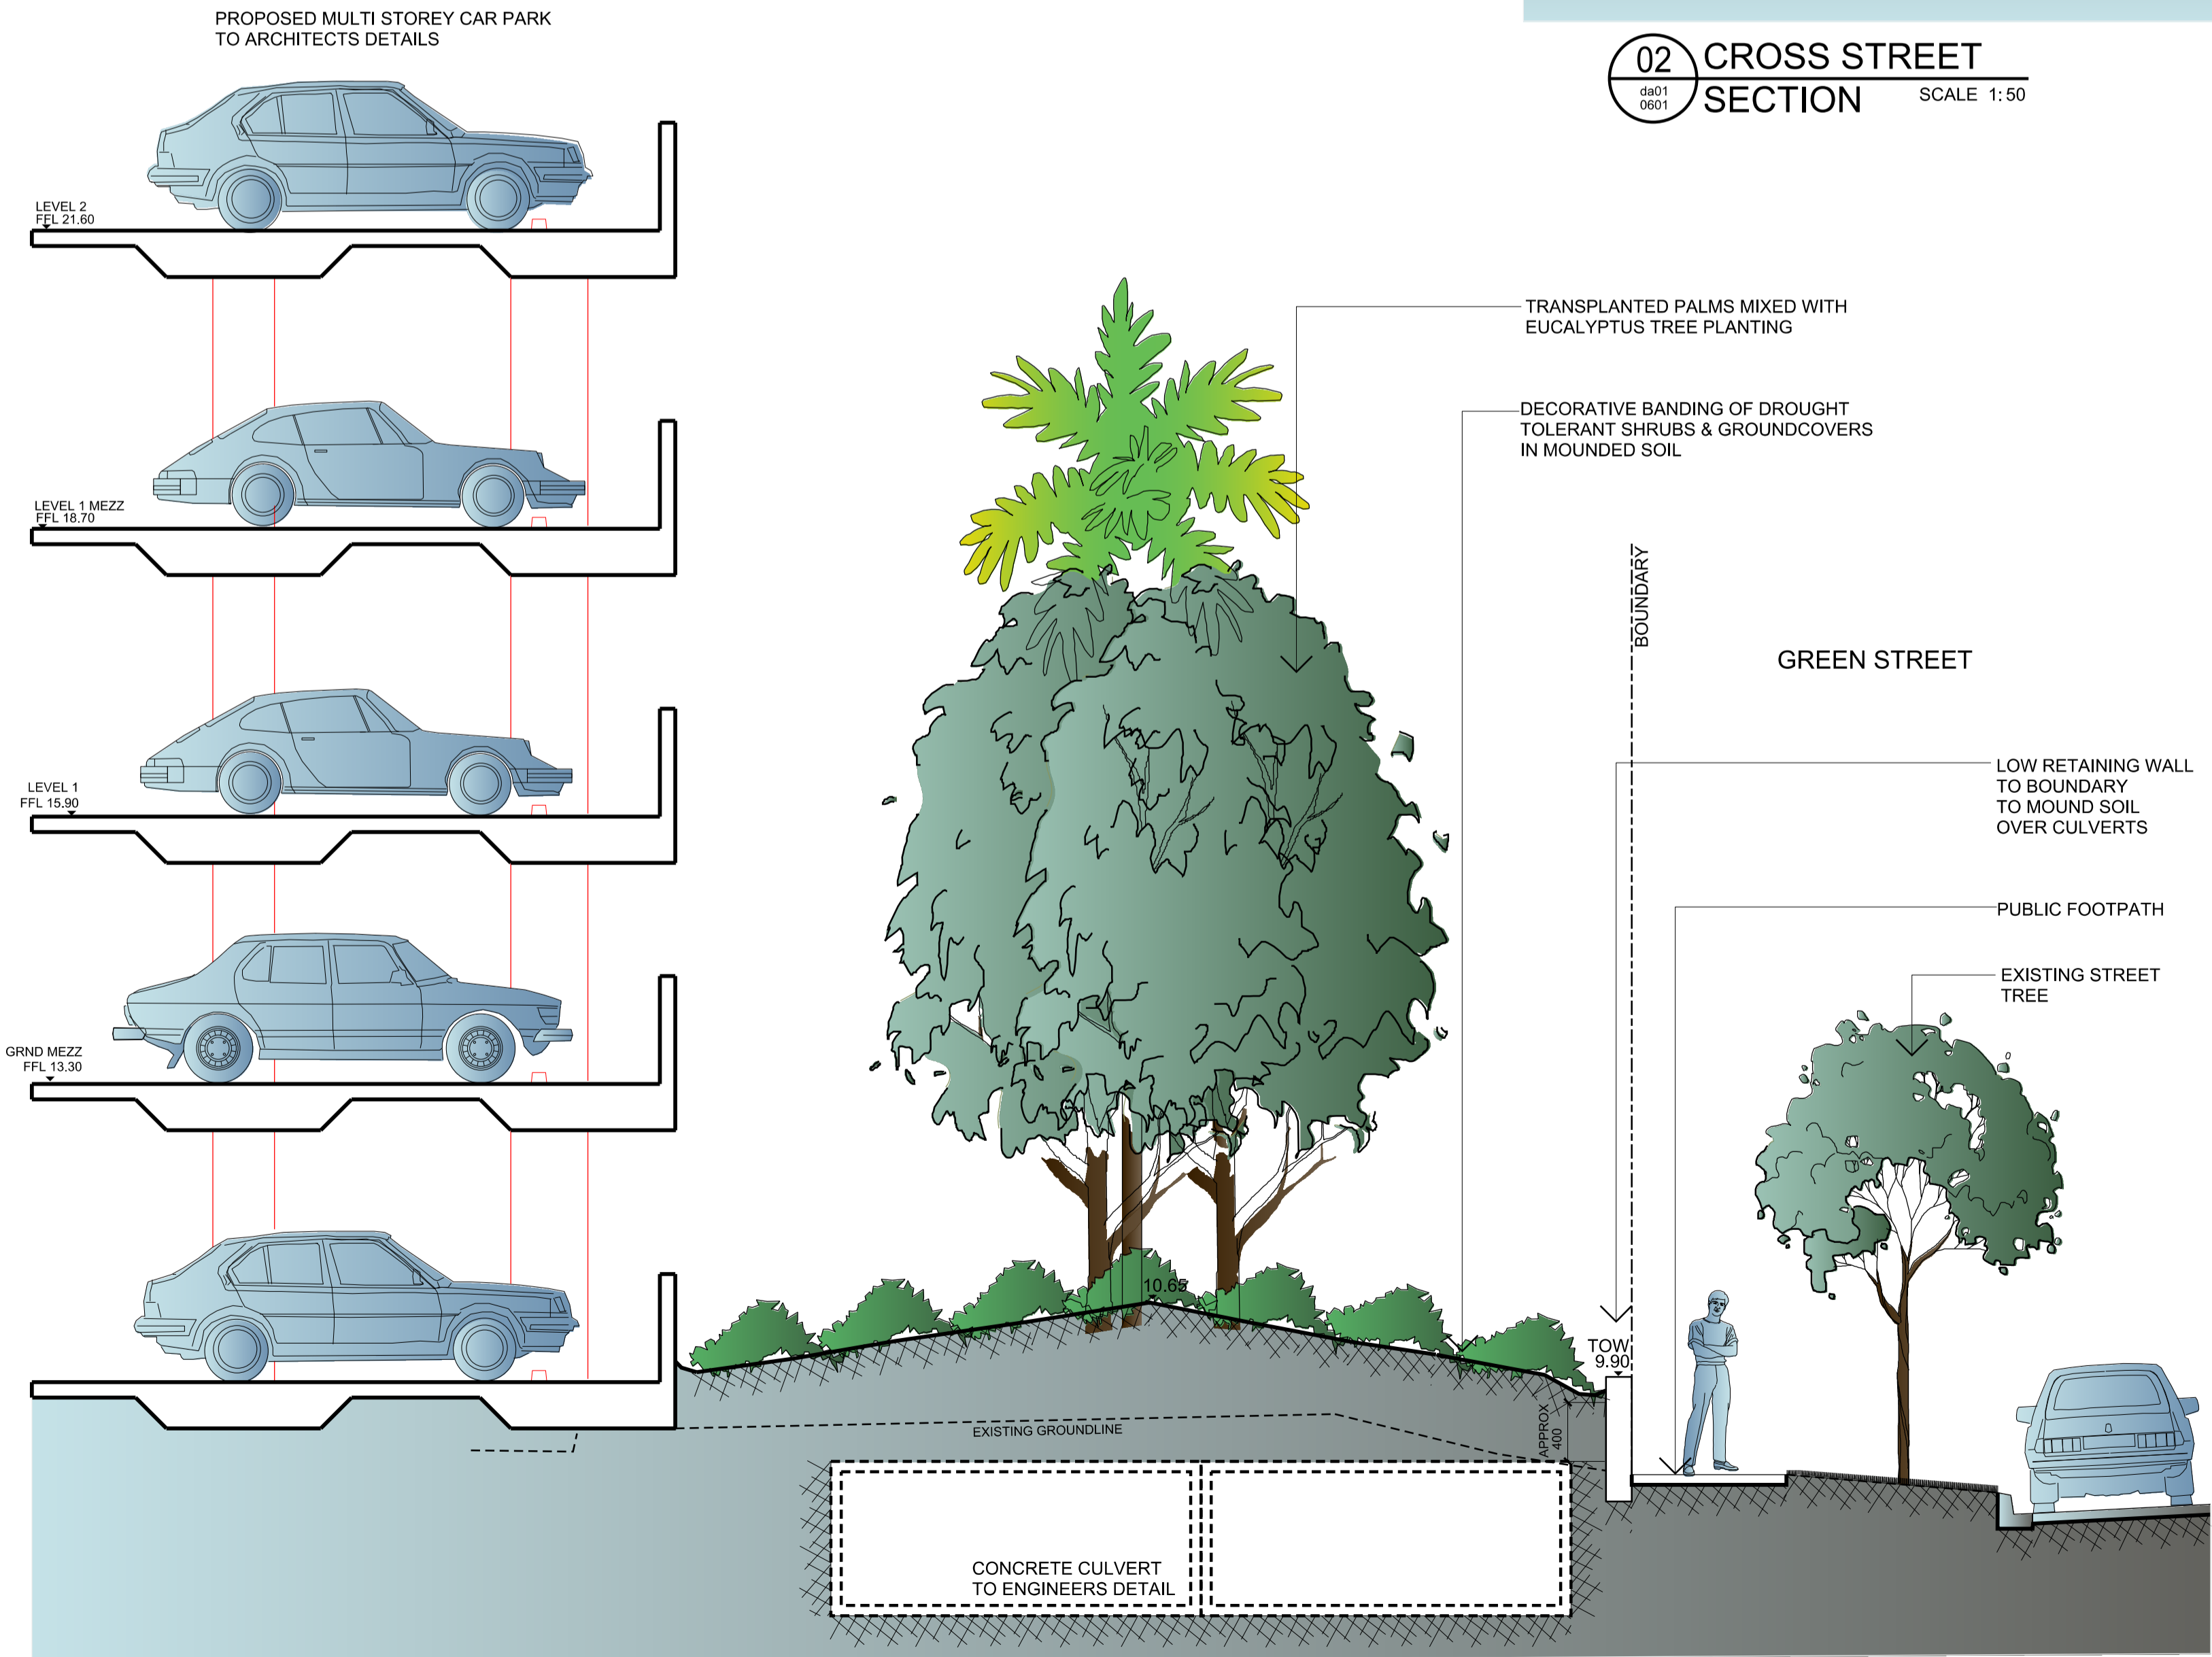 PROPOSED MULTI STOREY CAR PARK
TO ARCHITECTS DETAILS
02
da01
0601
CROSS STREET
SECTION
SCALE 1:50
LEVEL 2
FFL 21.60
LEVEL 1 MEZZ
FFL 18.70
LEVEL 1
FFL 15.90
GRND MEZZ
FFL 13.30
TRANSPLANTED PALMS MIXED WITH
EUCALYPTUS TREE PLANTING
DECORATIVE BANDING OF DROUGHT
TOLERANT SHRUBS & GROUNDCOVERS
IN MOUNDED SOIL
BOUNDARY
GREEN STREET
LOW RETAINING WALL
TO BOUNDARY
TO MOUND SOIL
OVER CULVERTS
PUBLIC FOOTPATH
EXISTING STREET
TREE
10.65
TOW
9.90
APPROX
400
EXISTING GROUNDLINE
CONCRETE CULVERT
TO ENGINEERS DETAIL